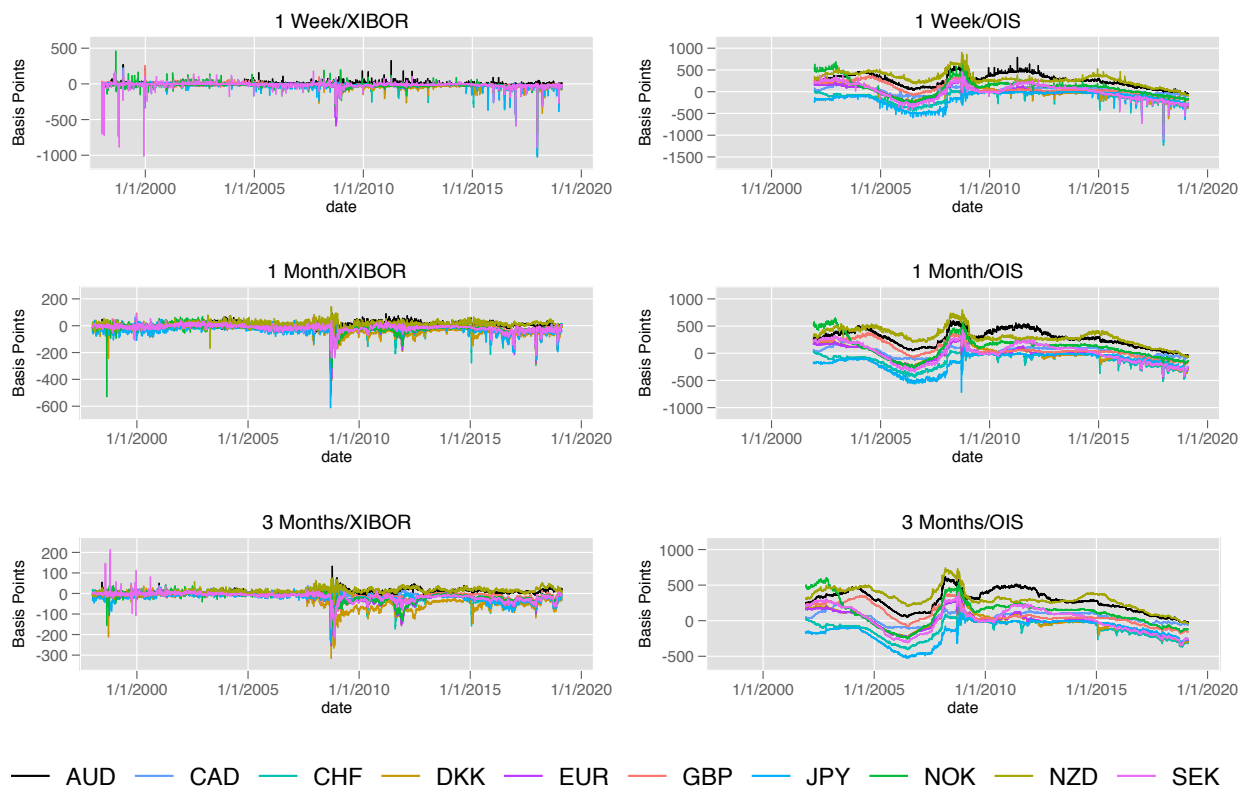 1 Week/XIBOR
500
0
-500
-1000
Basis Points
1/1/2000 1/1/2005 1/1/2010 1/1/2015 1/1/2020
date
1 Week/OIS
1000
500
0
-500
-1000
-1500
Basis Points
1/1/2000 1/1/2005 1/1/2010 1/1/2015 1/1/2020
date
1 Month/XIBOR
200
0
-200
-400
-600
Basis Points
1/1/2000 1/1/2005 1/1/2010 1/1/2015 1/1/2020
date
1 Month/OIS
1000
500
0
-500
-1000
Basis Points
1/1/2000 1/1/2005 1/1/2010 1/1/2015 1/1/2020
date
3 Months/XIBOR
200
100
0
-100
-200
-300
Basis Points
1/1/2000 1/1/2005 1/1/2010 1/1/2015 1/1/2020
date
3 Months/OIS
1000
500
0
-500
Basis Points
1/1/2000 1/1/2005 1/1/2010 1/1/2015 1/1/2020
date
AUD CAD CHF DKK EUR GBP JPY NOK NZD SEK